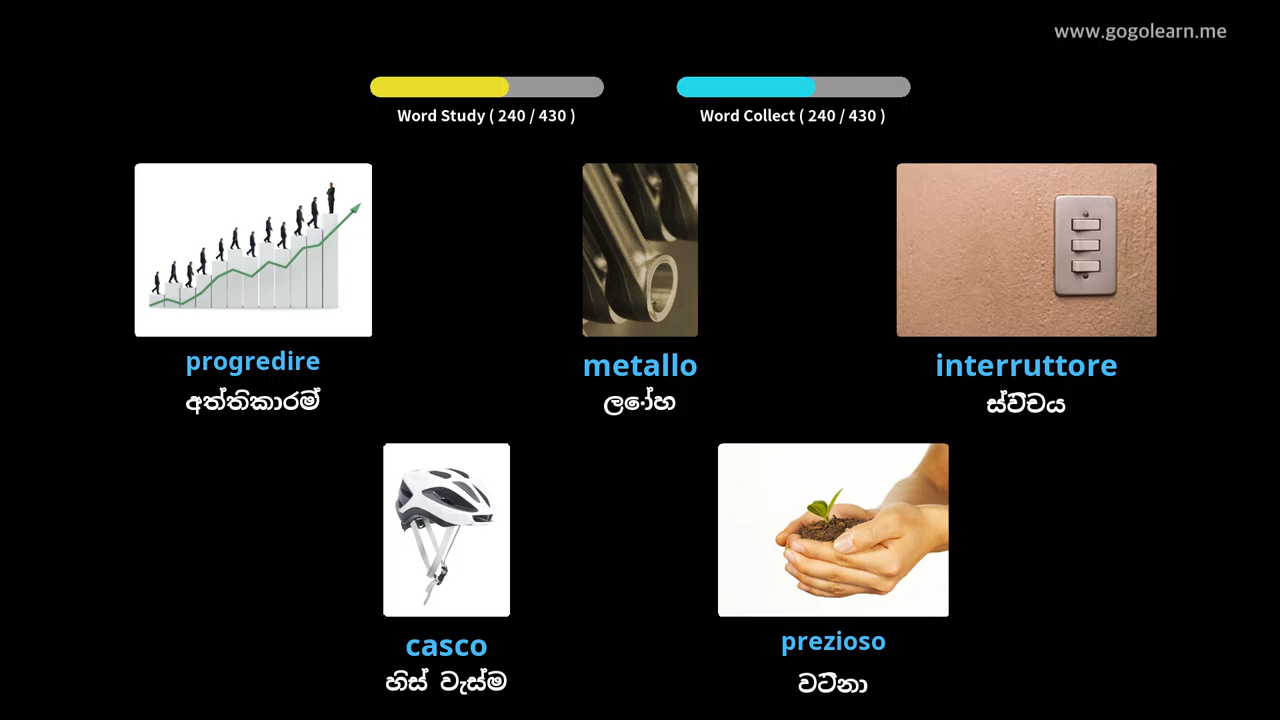 www.gogolearn.me
Word Study ( 240 / 430 )
Word Collect ( 240 / 430 )
progredire
metallo
interruttore
අත්තිකාරම්
ලෝහ
ස්විචය
casco
prezioso
හිස් වැස්ම
වටිනා